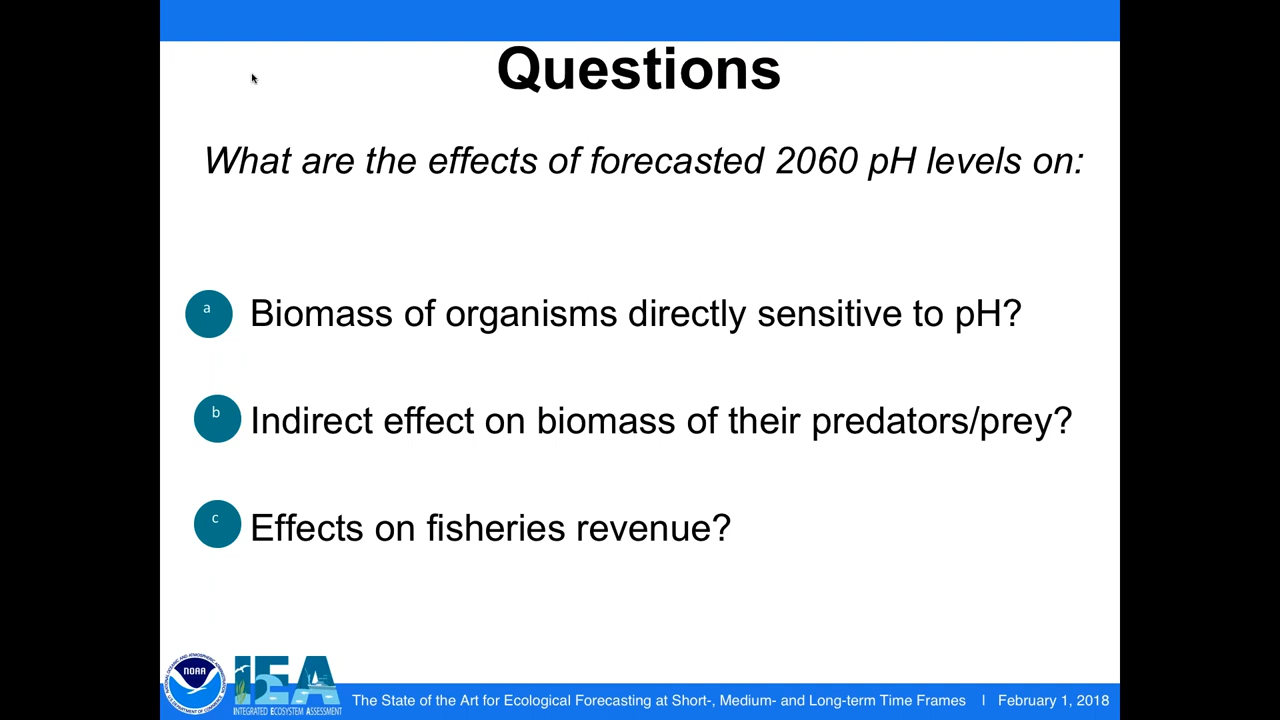 Questions
What are the effects of forecasted 2060 pH levels on:
a Biomass of organisms directly sensitive to pH?
b Indirect effect on biomass of their predators/prey?
c Effects on fisheries revenue?
NOAA
IEA
INTEGRATED ECOSYSTEM ASSESSMENT
The State of the Art for Ecological Forecasting at Short-, Medium- and Long-term Time Frames | February 1, 2018